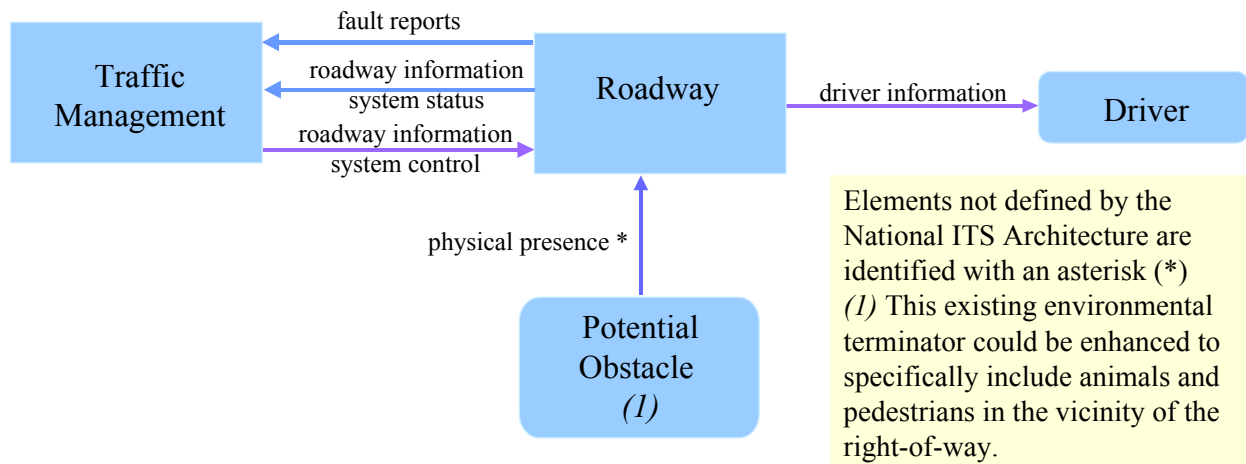 fault reports
Traffic
Management
roadway information
system status
roadway information
system control
Roadway
driver information
Driver
physical presence *
Potential
Obstacle
(1)
Elements not defined by the
National ITS Architecture are
identified with an asterisk (*)
(1) This existing environmental
terminator could be enhanced to
specifically include animals and
pedestrians in the vicinity of the
right-of-way.